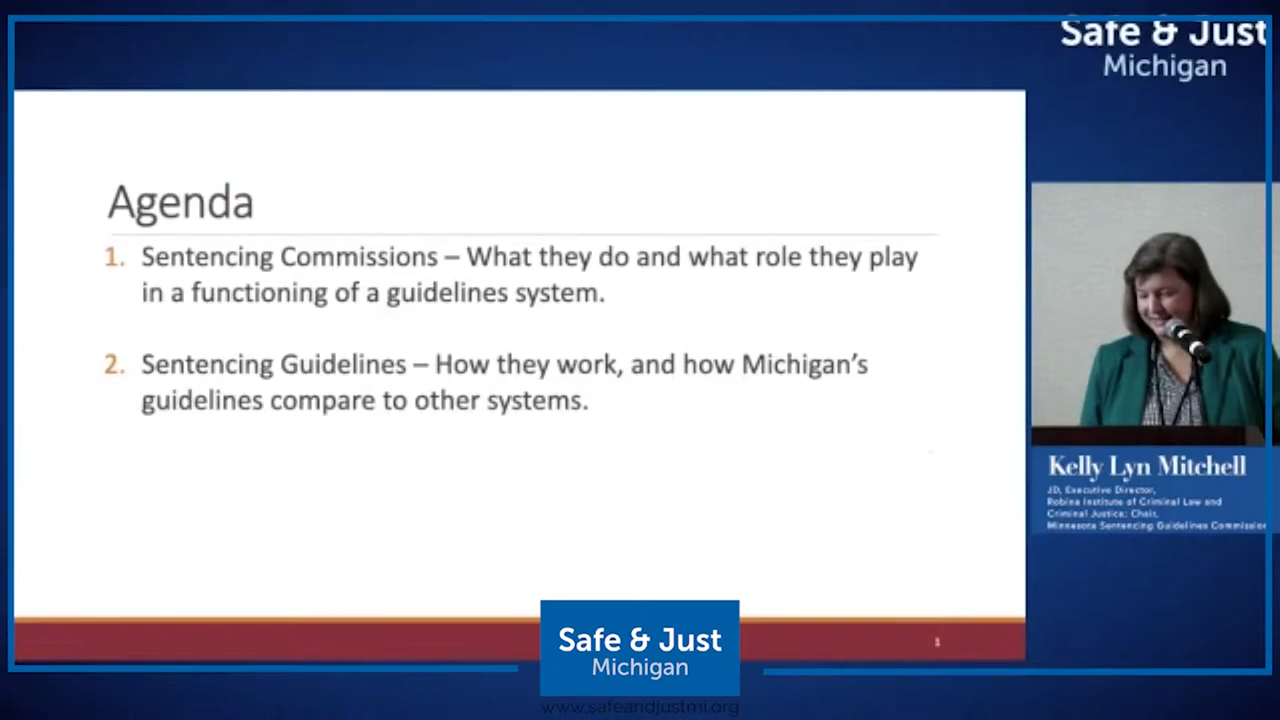 Safe & Just
Michigan
Agenda
1. Sentencing Commissions – What they do and what role they play
in a functioning of a guidelines system.
2. Sentencing Guidelines – How they work, and how Michigan's
guidelines compare to other systems.
Kelly Lyn Mitchell
JD, Executive Director,
Robina Institute of Criminal Law and
Criminal Justice; Chair,
Minnesota Sentencing Guidelines Commission
1
Safe & Just
Michigan
www.safeandjustmi.org